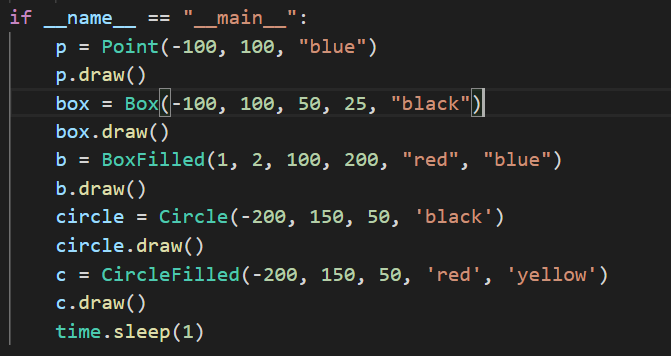 if __name__ == "__main__":
    p = Point(-100, 100, "blue")
    p.draw()
    box = Box(-100, 100, 50, 25, "black")
    box.draw()
    b = BoxFilled(1, 2, 100, 200, "red", "blue")
    b.draw()
    circle = Circle(-200, 150, 50, 'black')
    circle.draw()
    c = CircleFilled(-200, 150, 50, 'red', 'yellow')
    c.draw()
    time.sleep(1)